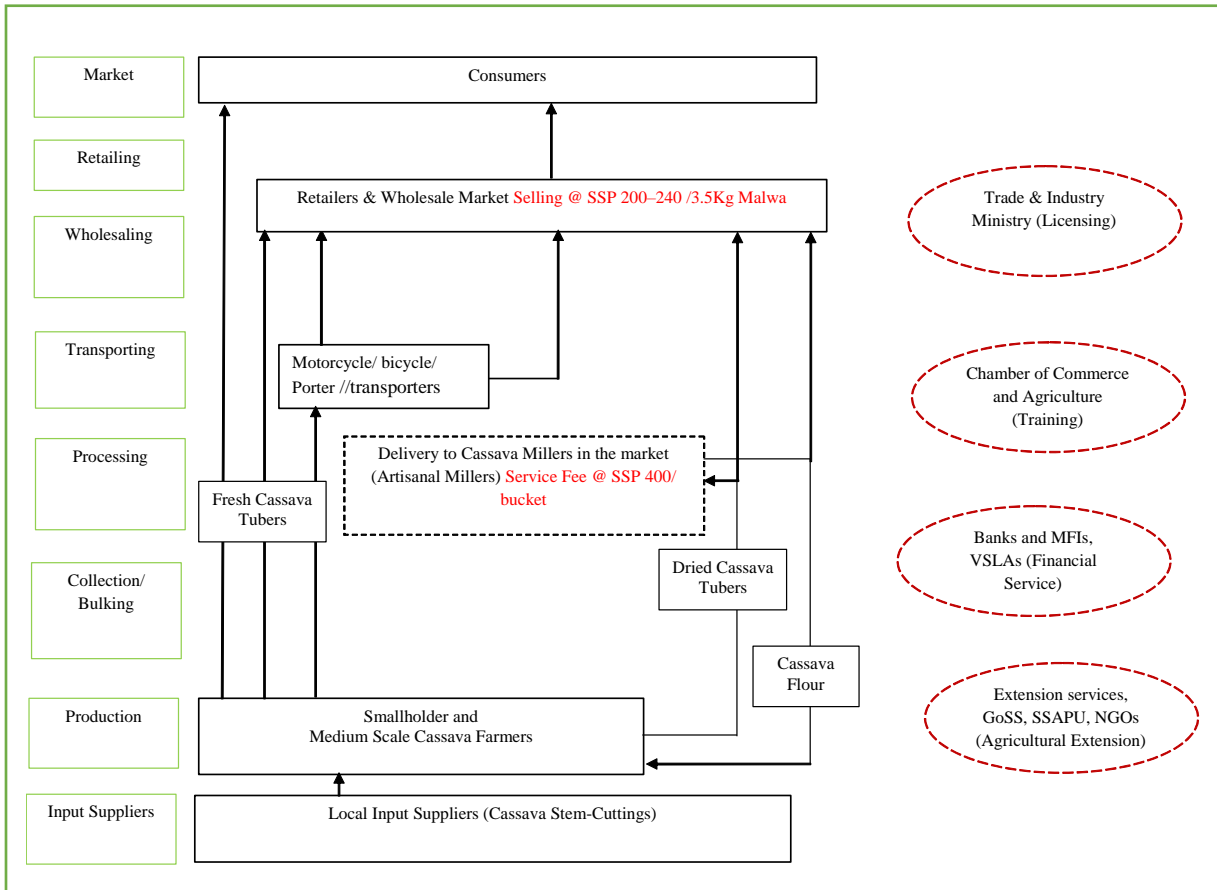 Market
Consumers
Retailing
Retailers & Wholesale Market Selling @ SSP 200–240 /3.5Kg Malwa
Trade & Industry
Ministry (Licensing)
Wholesaling
Transporting
Motorcycle/ bicycle/
Porter //transporters
Chamber of Commerce
and Agriculture
(Training)
Processing
Delivery to Cassava Millers in the market
(Artisanal Millers) Service Fee @ SSP 400/
bucket
Fresh Cassava
Tubers
Banks and MFIs,
VSLAs (Financial
Service)
Collection/
Bulking
Dried Cassava
Tubers
Cassava
Flour
Production
Smallholder and
Medium Scale Cassava Farmers
Extension services,
GoSS, SSAPU, NGOs
(Agricultural Extension)
Input Suppliers
Local Input Suppliers (Cassava Stem-Cuttings)